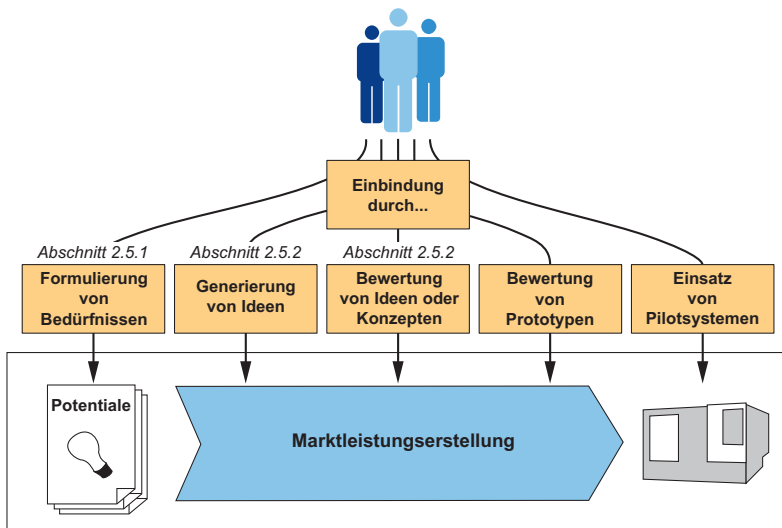 Einbindung
durch...
Abschnitt 2.5.1
Abschnitt 2.5.2
Abschnitt 2.5.2
Formulierung
von
Bedürfnissen
Generierung
von Ideen
Bewertung
von Ideen oder
Konzepten
Bewertung
von
Prototypen
Einsatz
von
Pilotsystemen
Potentiale
Marktleistungserstellung